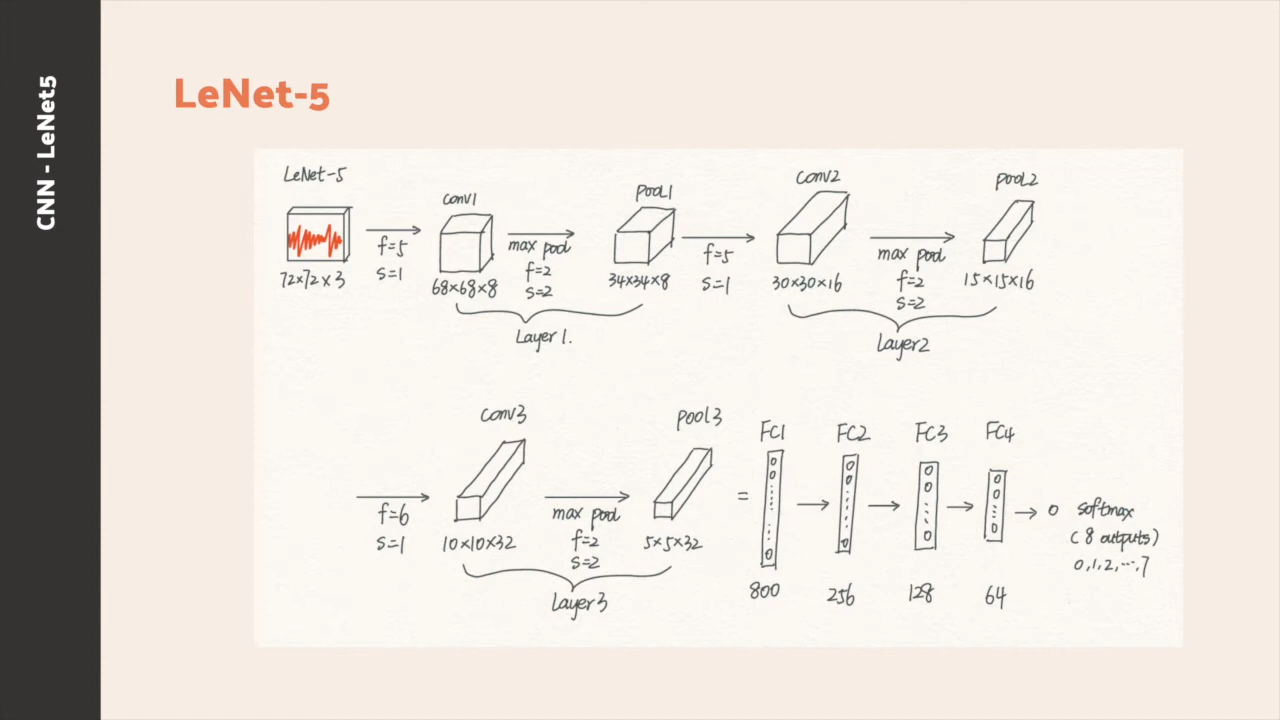 CNN - LeNet5
LeNet-5
LeNet-5
72×72×3
f=5
s=1
conv1
68×68×8
max pool
f=2
s=2
pool1
34×34×8
Layer1.
f=5
s=1
conv2
30×30×16
max pool
f=2
s=2
pool2
15×15×16
Layer2
f=6
s=1
conv3
10×10×32
max pool
f=2
s=2
pool3
5×5×32
Layer3
=
FC1
800
FC2
256
FC3
128
FC4
64
softmax
(8 outputs)
0,1,2,...,7